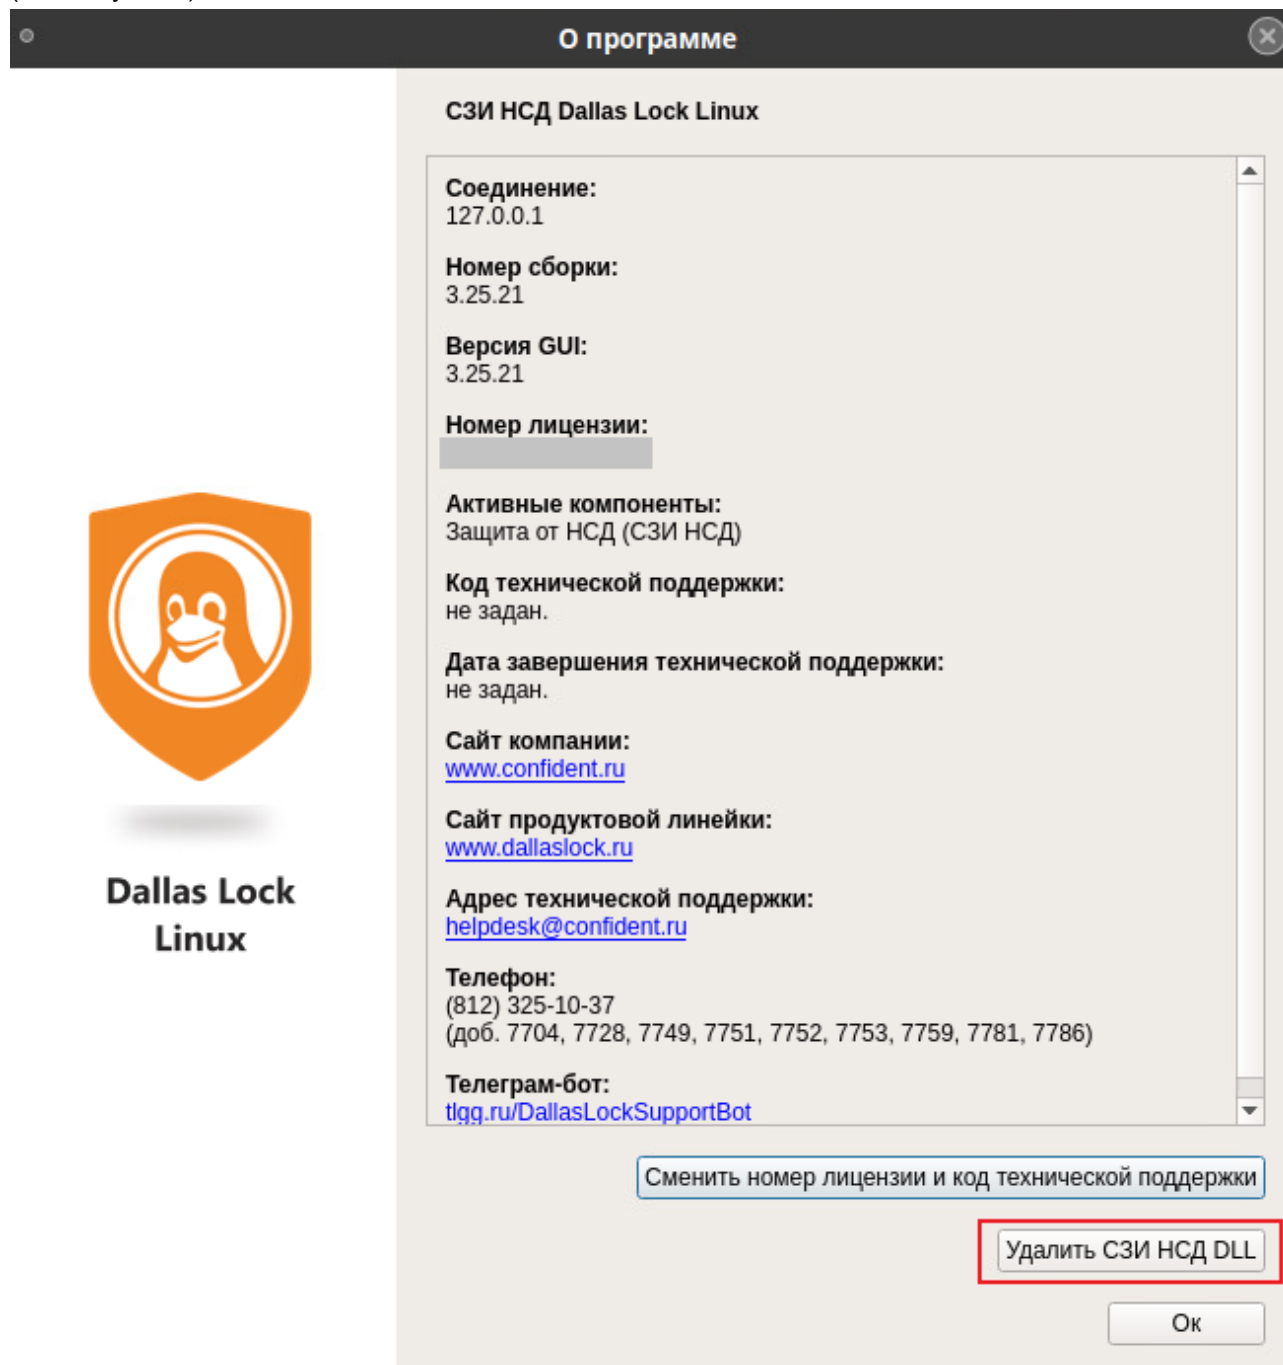 О программе
СЗИ НСД Dallas Lock Linux
Соединение:
127.0.0.1
Номер сборки:
3.25.21
Версия GUI:
3.25.21
Номер лицензии:
Активные компоненты:
Защита от НСД (СЗИ НСД)
Код технической поддержки:
не задан.
Дата завершения технической поддержки:
не задан.
Сайт компании:
www.confident.ru
Сайт продуктовой линейки:
www.dallaslock.ru
Адрес технической поддержки:
helpdesk@confident.ru
Телефон:
(812) 325-10-37
(доб. 7704, 7728, 7749, 7751, 7752, 7753, 7759, 7781, 7786)
Телеграм-бот:
tlgg.ru/DallasLockSupportBot
Dallas Lock
Linux
Сменить номер лицензии и код технической поддержки
Удалить СЗИ НСД DLL
Ок